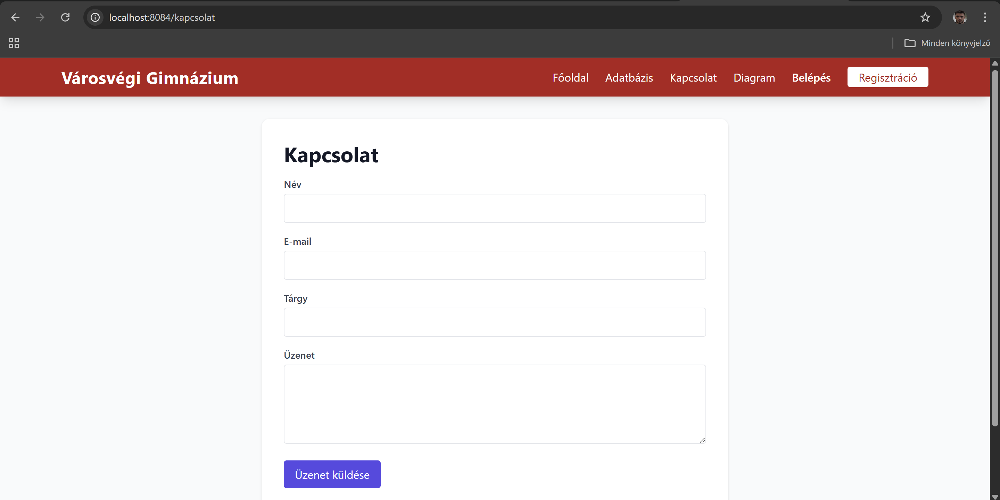 localhost:8084/kapcsolat
Minden könyvjelző
Városvégi Gimnázium
Főoldal
Adatbázis
Kapcsolat
Diagram
Belépés
Regisztráció
Kapcsolat
Név
E-mail
Tárgy
Üzenet
Üzenet küldése